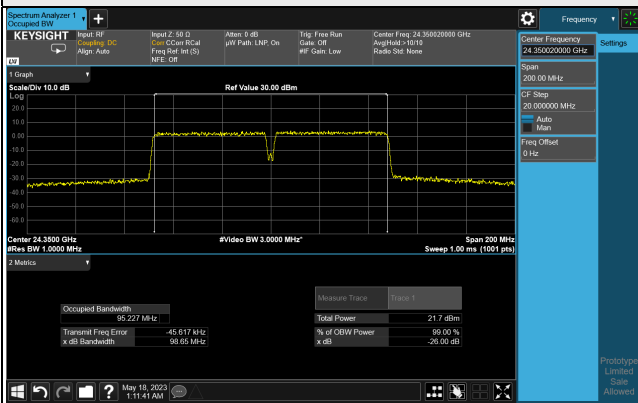 Spectrum Analyzer 1
Occupied BW
Frequency
KEYSIGHT
Input: RF
Coupling: DC
Align: Auto
Input Z: 50 Ω
Corr CCorr RCal
Freq Ref: Int (S)
NFE: Off
Atten: 0 dB
µW Path: LNP, On
Trig: Free Run
Gate: Off
#IF Gain: Low
Center Freq: 24.350020000 GHz
Avg|Hold:>10/10
Radio Std: None
LXI
Center Frequency
24.350020000 GHz
Settings
Span
200.00 MHz
CF Step
20.000000 MHz
Auto
Man
Freq Offset
0 Hz
1 Graph
Scale/Div 10.0 dB
Ref Value 30.00 dBm
Log
20.0
10.0
0.00
-10.0
-20.0
-30.0
-40.0
-50.0
-60.0
Center 24.3500 GHz
#Video BW 3.0000 MHz*
Span 200 MHz
#Res BW 1.0000 MHz
Sweep 1.00 ms (1001 pts)
2 Metrics
Measure Trace
Trace 1
Occupied Bandwidth
95.227 MHz
Total Power
21.7 dBm
Transmit Freq Error
-45.617 kHz
% of OBW Power
99.00 %
x dB Bandwidth
98.65 MHz
x dB
-26.00 dB
Prototype
Limited
Sale
Allowed
May 18, 2023
1:11:41 AM